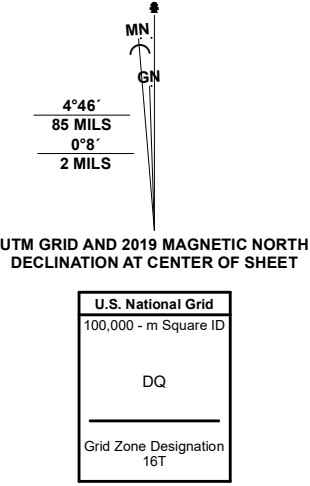 MN
GN
4°46´
85 MILS
0°8´
2 MILS
UTM GRID AND 2019 MAGNETIC NORTH
DECLINATION AT CENTER OF SHEET
U.S. National Grid
100,000 - m Square ID
DQ
Grid Zone Designation
16T